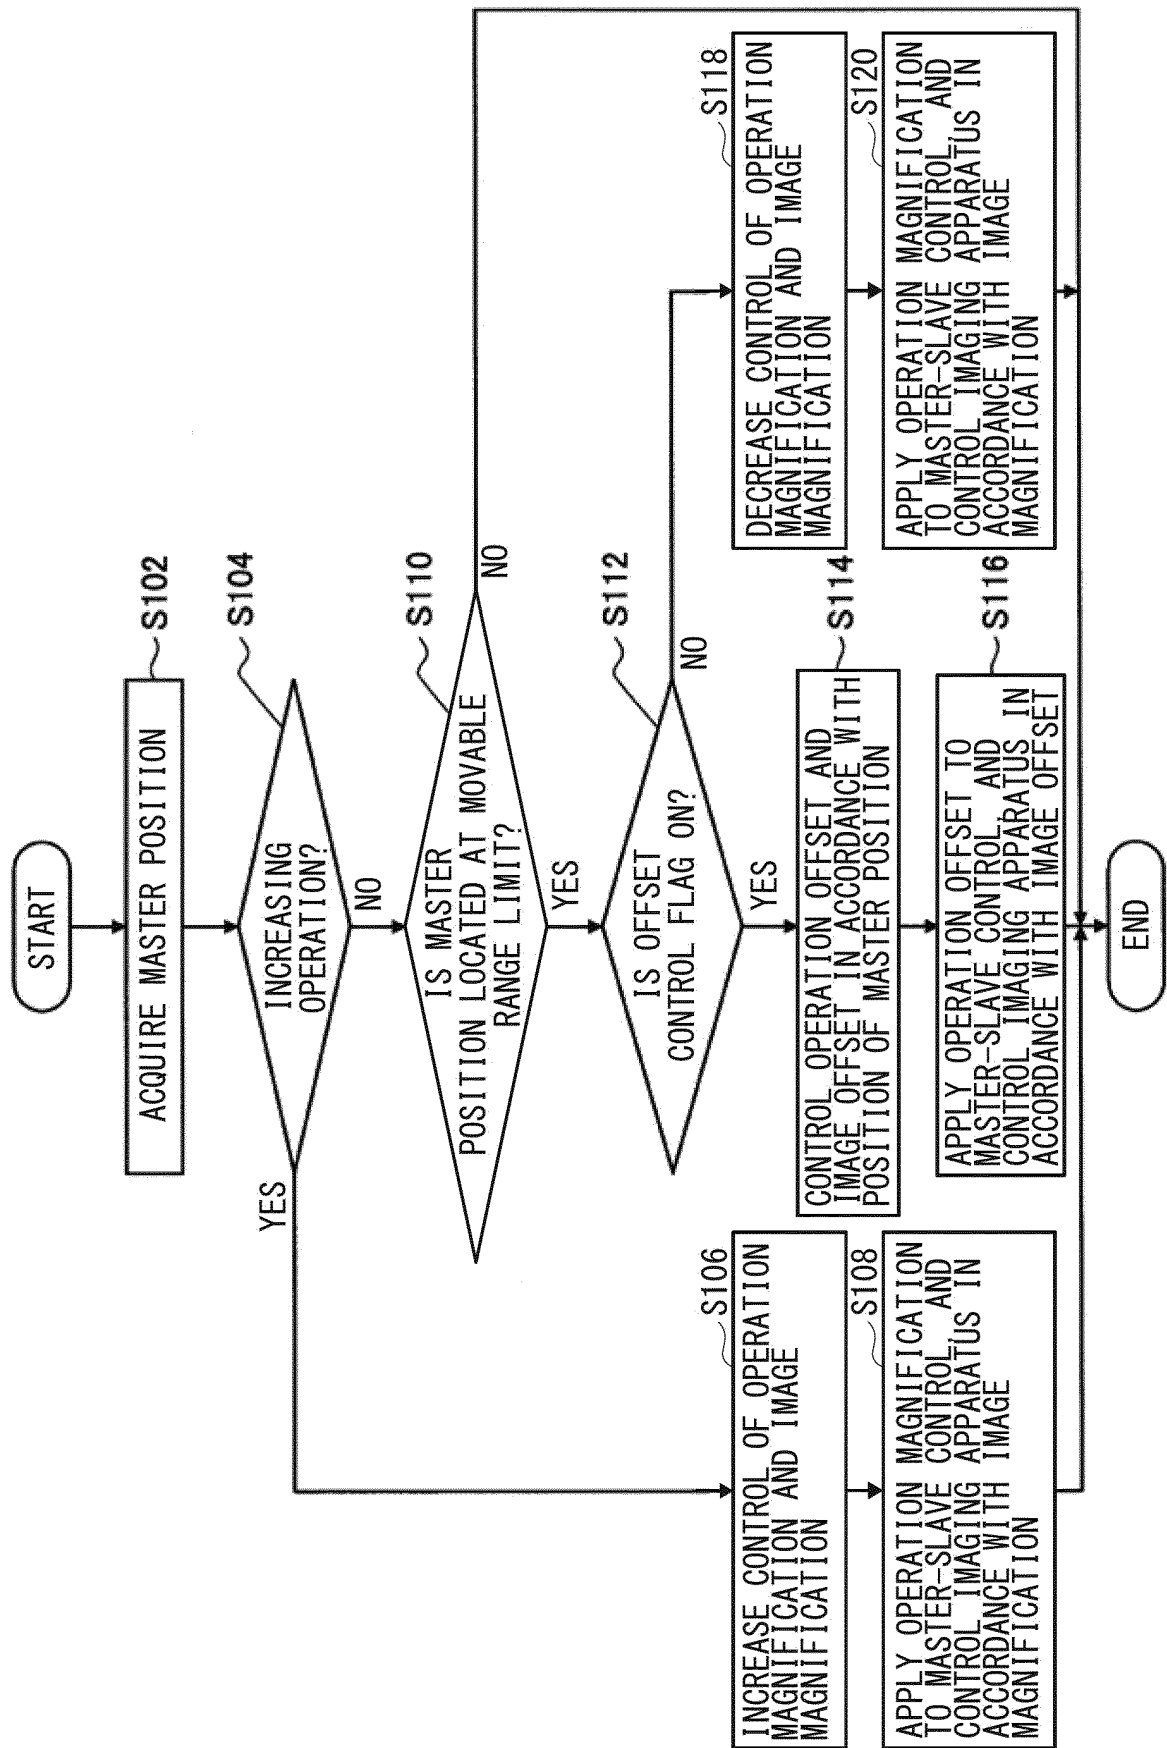 START
S102
ACQUIRE MASTER POSITION
S104
INCREASING
OPERATION?
YES
NO
S110
IS MASTER
POSITION LOCATED AT MOVABLE
RANGE LIMIT?
NO
YES
S112
IS OFFSET
CONTROL FLAG ON?
NO
YES
S106
INCREASE CONTROL OF OPERATION
MAGNIFICATION AND IMAGE
MAGNIFICATION
S108
APPLY OPERATION MAGNIFICATION
TO MASTER-SLAVE CONTROL, AND
CONTROL IMAGING APPARATUS IN
ACCORDANCE WITH IMAGE
MAGNIFICATION
S114
CONTROL OPERATION OFFSET AND
IMAGE OFFSET IN ACCORDANCE WITH
POSITION OF MASTER POSITION
S116
APPLY OPERATION OFFSET TO
MASTER-SLAVE CONTROL, AND
CONTROL IMAGING APPARATUS IN
ACCORDANCE WITH IMAGE OFFSET
S118
DECREASE CONTROL OF OPERATION
MAGNIFICATION AND IMAGE
MAGNIFICATION
S120
APPLY OPERATION MAGNIFICATION
TO MASTER-SLAVE CONTROL, AND
CONTROL IMAGING APPARATUS IN
ACCORDANCE WITH IMAGE
MAGNIFICATION
END